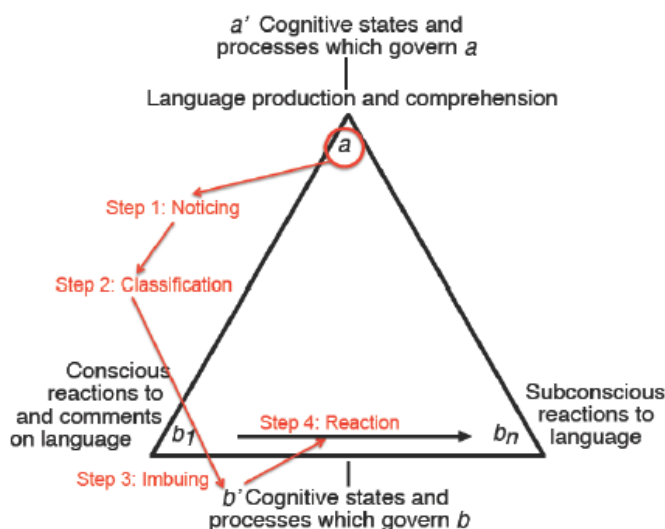 a' Cognitive states and
processes which govern a
Language production and comprehension
a
Step 1: Noticing
Step 2: Classification
Conscious
reactions to
and comments
on language
b1
Step 4: Reaction
bn
Subconscious
reactions to
language
Step 3: Imbuing
b' Cognitive states and
processes which govern b